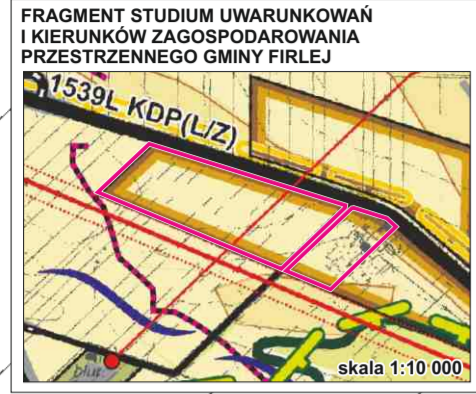 FRAGMENT STUDIUM UWARUNKOWAŃ
I KIERUNKÓW ZAGOSPODAROWANIA
PRZESTRZENNEGO GMINY FIRLEJ
1539L KDP(L/Z)
skala 1:10 000